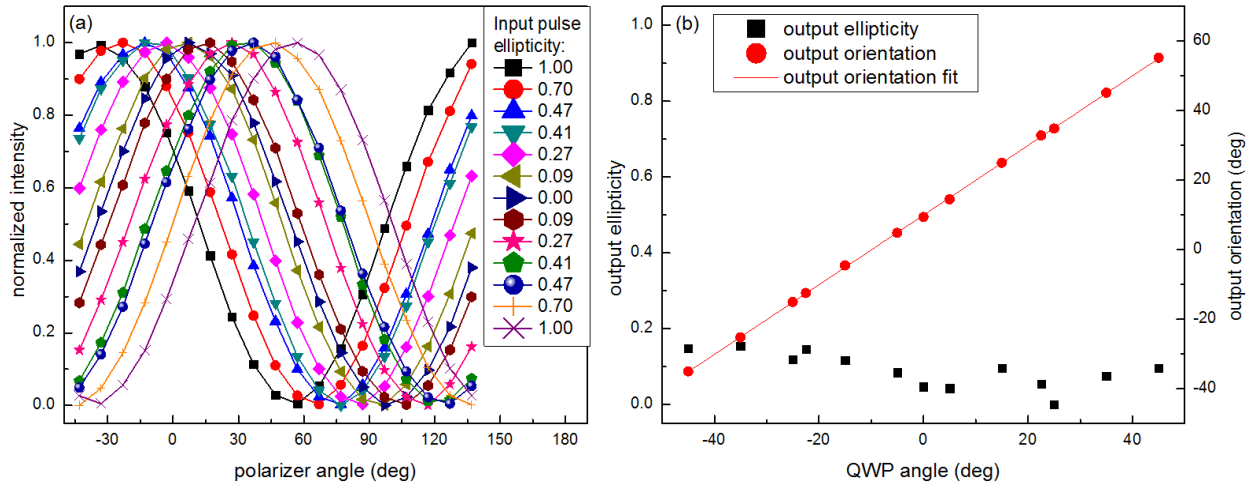 (a)
Input pulse
ellipticity:
1.00
0.70
0.47
0.41
0.27
0.09
0.00
0.09
0.27
0.41
0.47
0.70
1.00
normalized intensity
1.0
0.8
0.6
0.4
0.2
0.0
-30 0 30 60 90 120 150 180
polarizer angle (deg)
(b)
output ellipticity
output orientation
output orientation fit
output ellipticity
1.0
0.8
0.6
0.4
0.2
0.0
-40 -20 0 20 40
QWP angle (deg)
60
40
20
0
-20
-40
output orientation (deg)